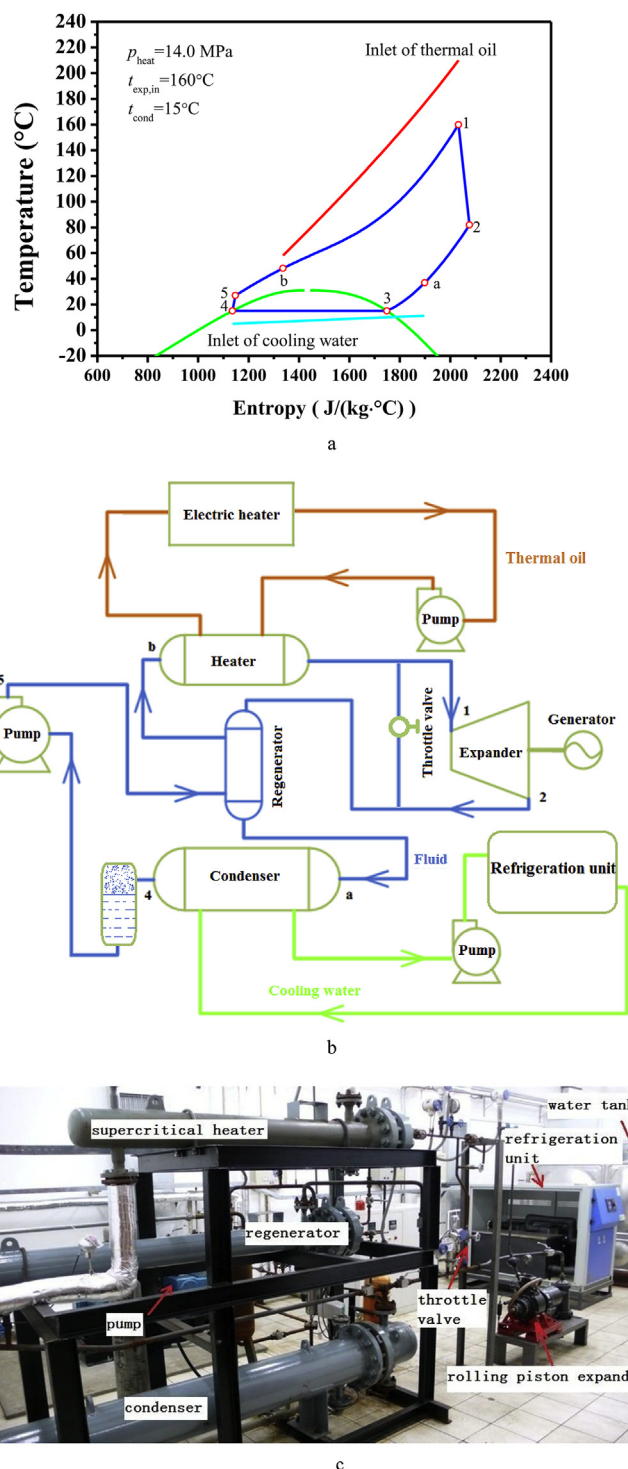 240
220
200
180
160
140
120
100
80
60
40
20
0
-20
Temperature (°C)
p heat=14.0 MPa
t exp,in=160°C
t cond=15°C
Inlet of thermal oil
1
2
a
3
b
5
4
Inlet of cooling water
600 800 1000 1200 1400 1600 1800 2000 2200 2400
Entropy ( J/(kg·°C) )
a
Electric heater
Thermal oil
Pump
b
Heater
5
Pump
Regenerator
Throttle valve
1
Expander
Generator
2
Fluid
Condenser
4
a
Refrigeration unit
Pump
Cooling water
b
supercritical heater
water tan
refrigeration
unit
regenerator
pump
throttle
valve
rolling piston expand
condenser
c